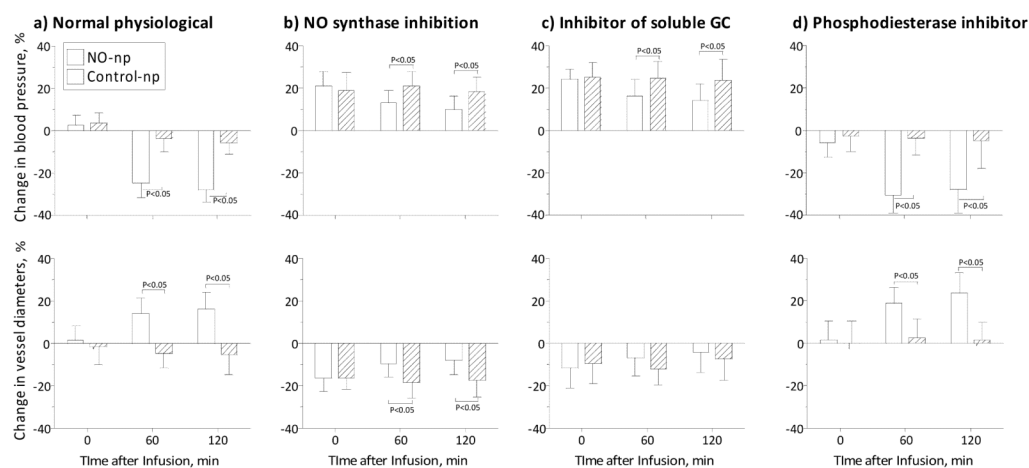 a) Normal physiological
b) NO synthase inhibition
c) Inhibitor of soluble GC
d) Phosphodiesterase inhibitor
Change in blood pressure, %
40
20
0
-20
-40
NO-np
Control-np
P<0.05
P<0.05
40
20
0
-20
-40
P<0.05
P<0.05
40
20
0
-20
-40
P<0.05
P<0.05
40
20
0
-20
-40
P<0.05
P<0.05
Change in vessel diameters, %
40
20
0
-20
-40
P<0.05
P<0.05
0 60 120
TIme after Infusion, min
40
20
0
-20
-40
P<0.05
P<0.05
0 60 120
TIme after Infusion, min
40
20
0
-20
-40
0 60 120
TIme after Infusion, min
40
20
0
-20
-40
P<0.05
P<0.05
0 60 120
TIme after Infusion, min